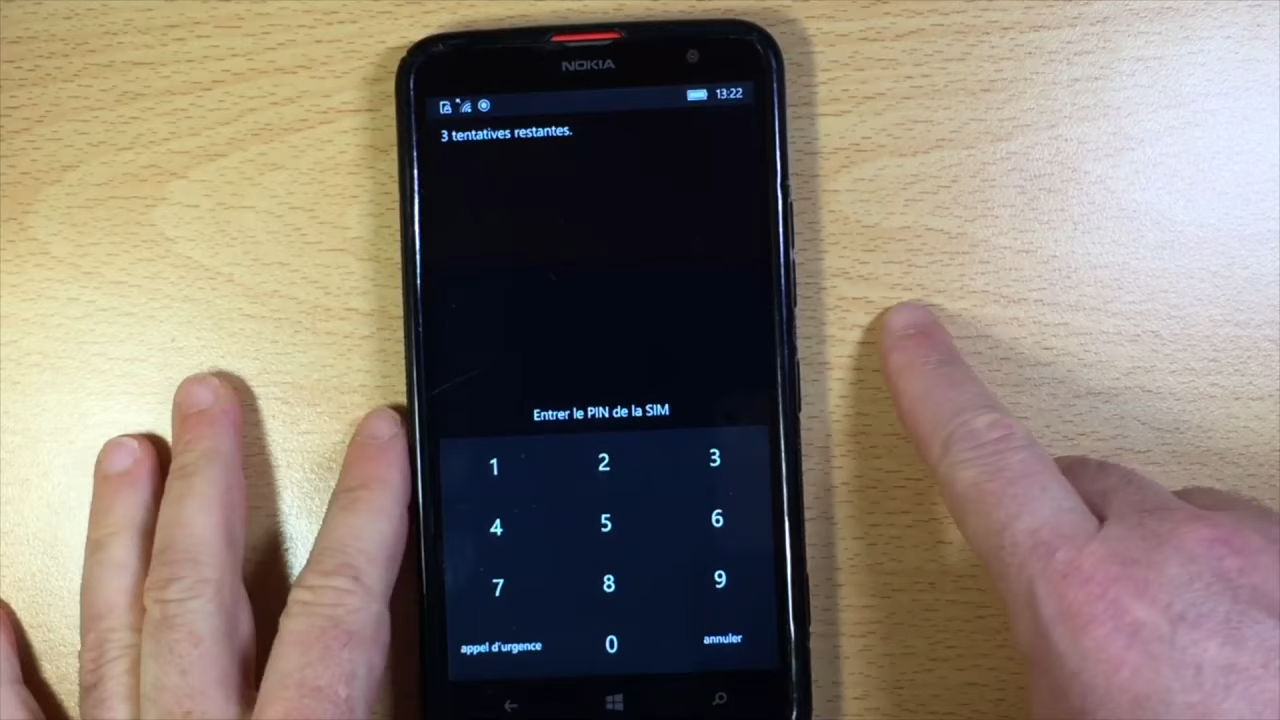 NOKIA
13:22
3 tentatives restantes.
Entrer le PIN de la SIM
1 2 3
4 5 6
7 8 9
appel d'urgence 0 annuler